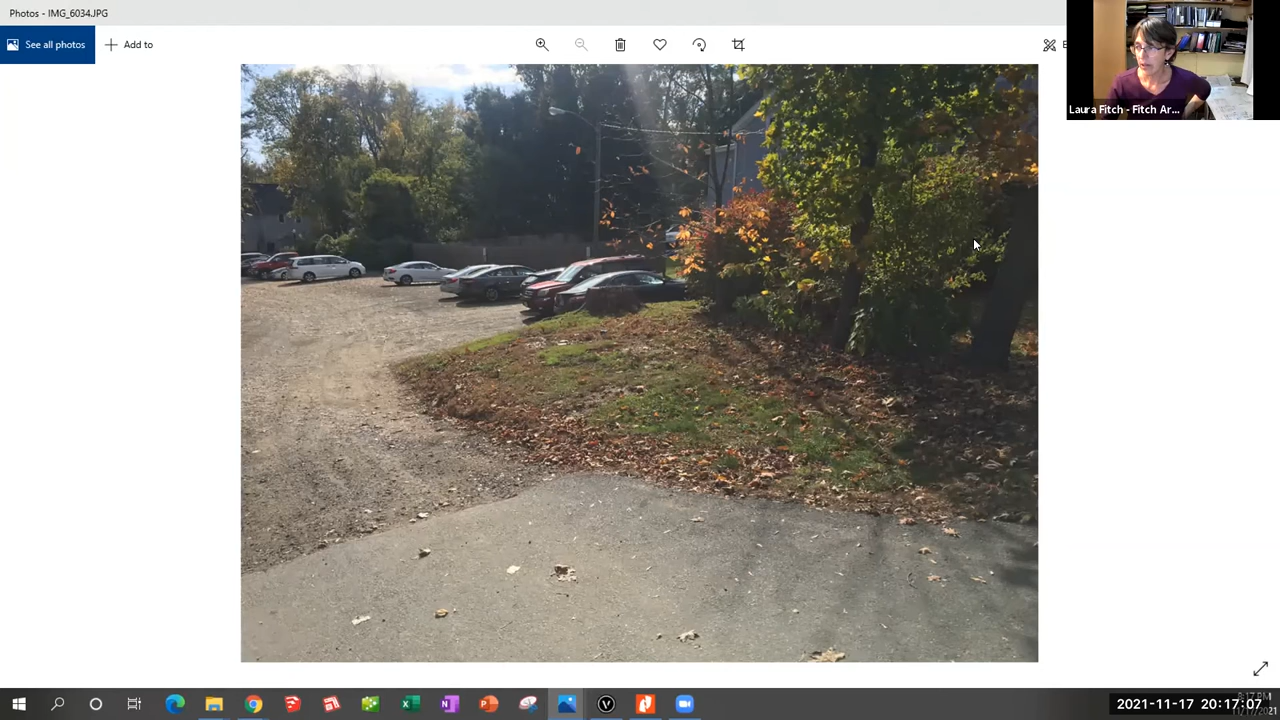 Photos - IMG_6034.JPG
See all photos
Add to
Laura Fitch - Fitch Ar...
2021-11-17 20:17:07